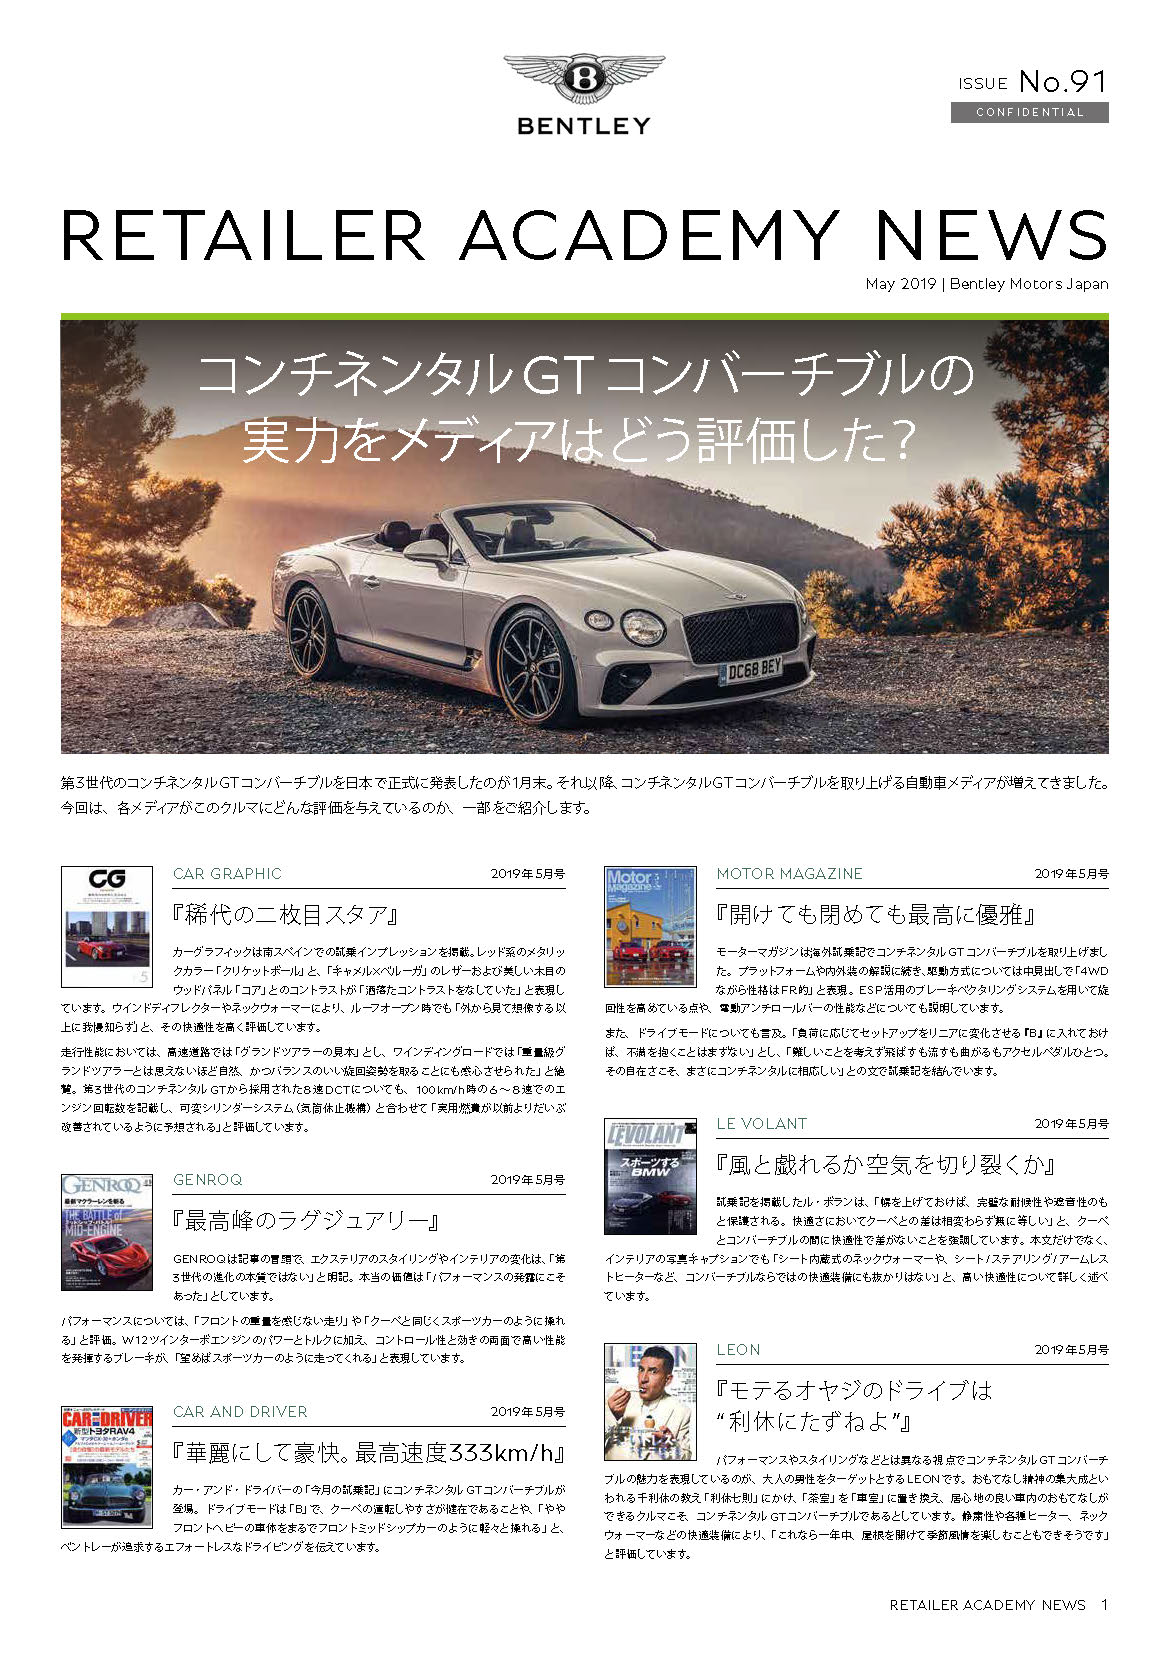 BENTLEY
ISSUE No.91
CONFIDENTIAL
RETAILER ACADEMY NEWS
May 2019 | Bentley Motors Japan
コンチネンタル GT コンバーチブルの
実力をメディアはどう評価した？
DC68 BEY
第3世代のコンチネンタル GT コンバーチブルを日本で正式に発表したのが1月末。それ以降、コンチネンタルGTコンバーチブルを取り上げる自動車メディアが増えてきました。
今回は、各メディアがこのクルマにどんな評価を与えているのか、一部をご紹介します。
CG
5
CAR GRAPHIC 2019年5月号
『稀代の二枚目スタア』
カーグラフィックは南スペインでの試乗インプレッションを掲載。レッド系のメタリッ
クカラー「クリケットボール」と、「キャメル×ベルーガ」のレザーおよび美しい木目の
ウッドパネル「コア」とのコントラストが「洒落たコントラストをなしていた」と表現し
ています。ウインドディフレクターやネックウォーマーにより、ルーフオープン時でも「外から見て想像する以
上に我慢知らず」と、その快適性を高く評価しています。
走行性能においては、高速道路では「グランドツアラーの見本」とし、ワインディングロードでは「重量級グ
ランドツアラーとは思えないほど自然、かつバランスのいい旋回姿勢を取ることにも感心させられた」と絶
賛。第3世代のコンチネンタル GTから採用された8速DCTについても、100km/h時の6～8速でのエ
ンジン回転数を記載し、可変シリンダーシステム（気筒休止機構）と合わせて「実用燃費が以前よりだいぶ
改善されているように予想される」と評価しています。
GENROQ
最新マクラーレンを斬る
THE BATTLE of
MID-ENGINE
GENROQ 2019年5月号
『最高峰のラグジュアリー』
GENROQは記事の冒頭で、エクステリアのスタイリングやインテリアの変化は、「第
3世代の進化の本質ではない」と明記。本当の価値は「パフォーマンスの発露にこそ
あった」としています。
パフォーマンスについては、「フロントの重量を感じない走り」や「クーペと同じくスポーツカーのように操れ
る」と評価。W12ツインターボエンジンのパワーとトルクに加え、コントロール性と効きの両面で高い性能
を発揮するブレーキが、「望めばスポーツカーのように走ってくれる」と表現しています。
CAR and DRIVER
新型トヨタRAV4
CAR AND DRIVER 2019年5月号
『華麗にして豪快。最高速度333km/h』
カー・アンド・ドライバーの「今月の試乗記」にコンチネンタル GTコンバーチブルが
登場。ドライブモードは「B」で、クーペの運転しやすさが健在であることや、「やや
フロントヘビーの車体をまるでフロントミッドシップカーのように軽々と操れる」と、
ベントレーが追求するエフォートレスなドライビングを伝えています。
Motor Magazine
5
MOTOR MAGAZINE 2019年5月号
『開けても閉めても最高に優雅』
モーターマガジンは海外試乗記でコンチネンタル GTコンバーチブルを取り上げまし
た。プラットフォームや内外装の解説に続き、駆動方式については中見出しで「4WD
ながら性格はFR的」と表現。ESP活用のブレーキベクタリングシステムを用いて旋
回性を高めている点や、電動アンチロールバーの性能などについても説明しています。
また、ドライブモードについても言及。「負荷に応じてセットアップをリニアに変化させる『B』に入れておけ
ば、不満を抱くことはまずない」とし、「難しいことを考えず飛ばすも流すも曲がるもアクセルペダルひとつ。
その自在さこそ、まさにコンチネンタルに相応しい」との文で試乗記を結んでいます。
LEVOLANT
スポーツする
BMW
LE VOLANT 2019年5月号
『風と戯れるか空気を切り裂くか』
試乗記を掲載したル・ボランは、「幌を上げておけば、完璧な耐候性や遮音性のも
と保護される。快適さにおいてクーペとの差は相変わらず無に等しい」と、クーペ
とコンバーチブルの間に快適性で差がないことを強調しています。本文だけでなく、
インテリアの写真キャプションでも「シート内蔵式のネックウォーマーや、シート/ステアリング/アームレス
トヒーターなど、コンバーチブルならではの快適装備にも抜かりはない」と、高い快適性について詳しく述べ
ています。
LEON 2019年5月号
『モテるオヤジのドライブは
“利休にたずねよ”』
パフォーマンスやスタイリングなどとは異なる視点でコンチネンタル GTコンバーチ
ブルの魅力を表現しているのが、大人の男性をターゲットとするLEONです。おもてなし精神の集大成とい
われる千利休の教え「利休七則」にかけ、「茶室」を「車室」に置き換え、居心地の良い車内のおもてなしが
できるクルマこそ、コンチネンタル GTコンバーチブルであるとしています。静粛性や各種ヒーター、ネック
ウォーマーなどの快適装備により、「これなら一年中、屋根を開けて季節風情を楽しむこともできそうです」
と評価しています。
RETAILER ACADEMY NEWS 1